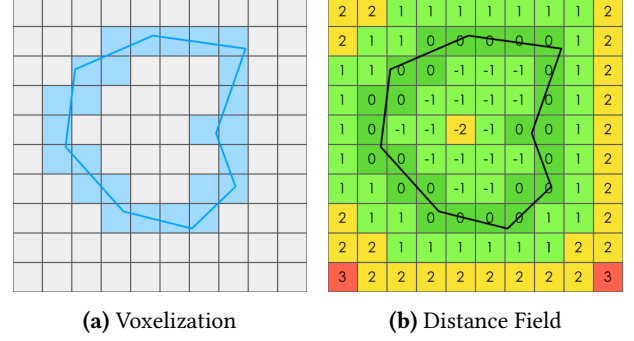 2 2 1 1 1 1 1 1 1 2
2 1 1 0 0 0 0 0 1 2
1 1 0 0 -1 -1 -1 0 1 2
1 0 0 -1 -1 -1 -1 0 1 2
1 0 -1 -1 -2 -1 0 0 1 2
1 0 0 -1 -1 -1 -1 0 1 2
1 1 0 0 -1 -1 0 0 1 2
2 1 1 0 0 0 0 1 1 2
2 2 1 1 1 1 1 1 2 2
3 2 2 2 2 2 2 2 2 3
(a) Voxelization
(b) Distance Field